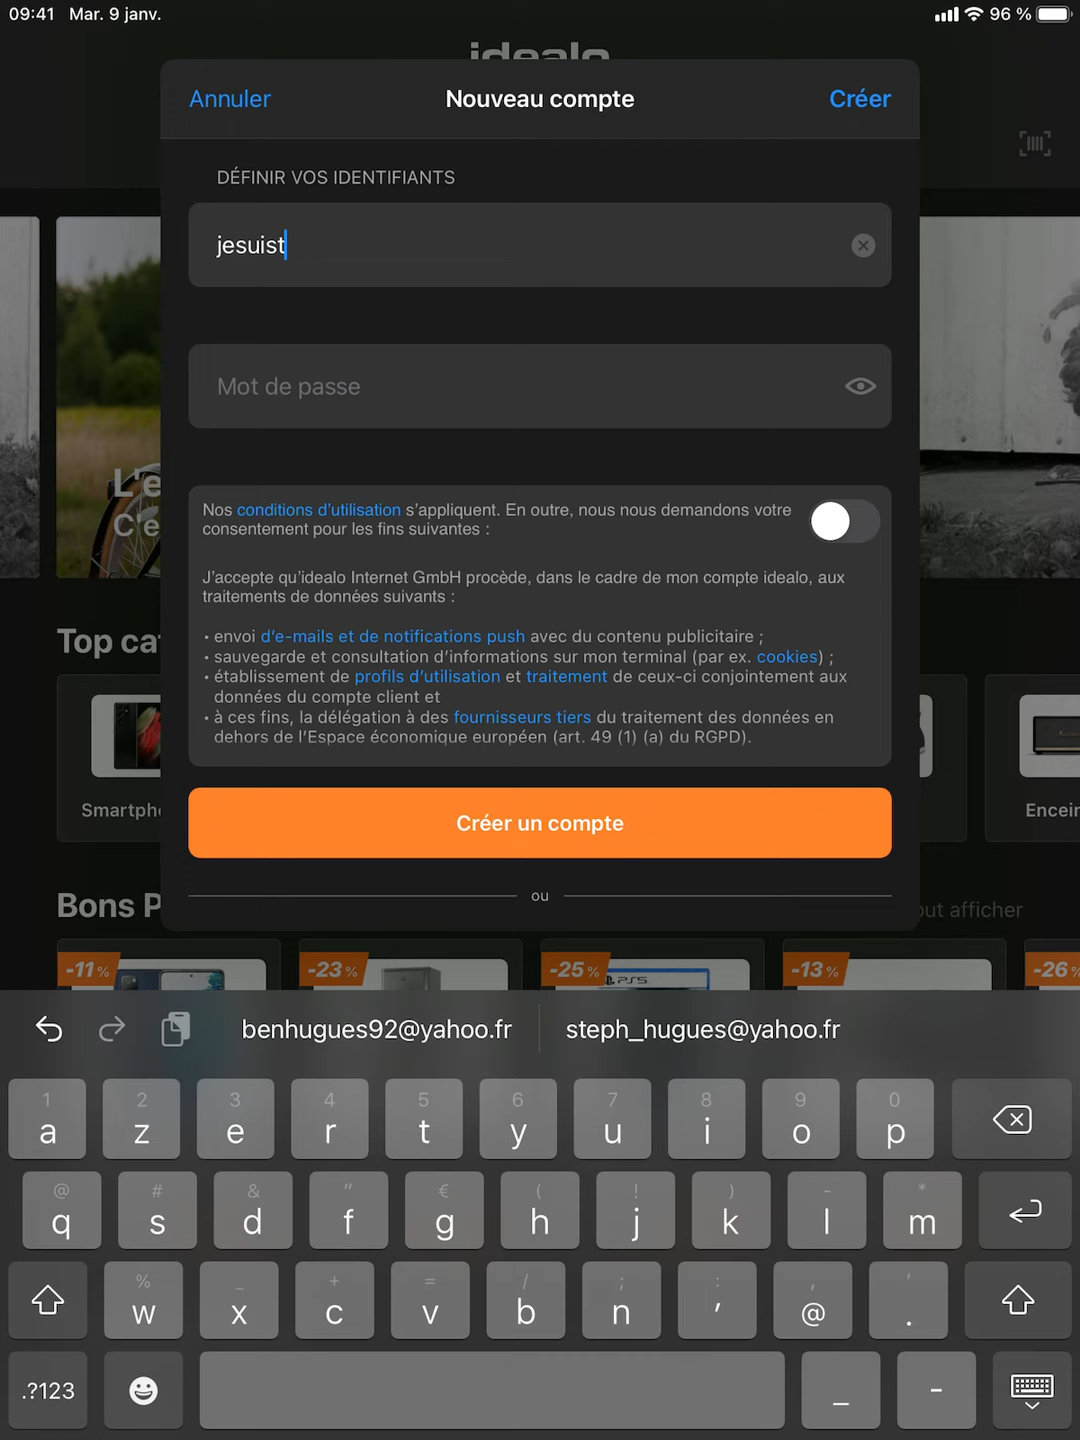 09:41 Mar. 9 janv.
96 %
idealo
Annuler
Nouveau compte
Créer
DÉFINIR VOS IDENTIFIANTS
jesuist
Mot de passe
Nos conditions d'utilisation s'appliquent. En outre, nous nous demandons votre
consentement pour les fins suivantes :
J'accepte qu'idealo Internet GmbH procède, dans le cadre de mon compte idealo, aux
traitements de données suivants :
• envoi d'e-mails et de notifications push avec du contenu publicitaire ;
• sauvegarde et consultation d'informations sur mon terminal (par ex. cookies) ;
• établissement de profils d'utilisation et traitement de ceux-ci conjointement aux
données du compte client et
• à ces fins, la délégation à des fournisseurs tiers du traitement des données en
dehors de l'Espace économique européen (art. 49 (1) (a) du RGPD).
Créer un compte
ou
L'e
C'e
Top ca
Smartph
Encein
Bons P
out afficher
-11 %
-23 %
-25 %
-13 %
-26 %
PS5
benhugues92@yahoo.fr
steph_hugues@yahoo.fr
1 2 3 4 5 6 7 8 9 0
a z e r t y u i o p
@ # & " € ( ! ) - *
q s d f g h j k l m
% _ + = / ; : , '
w x c v b n ' @ .
.?123
_ -